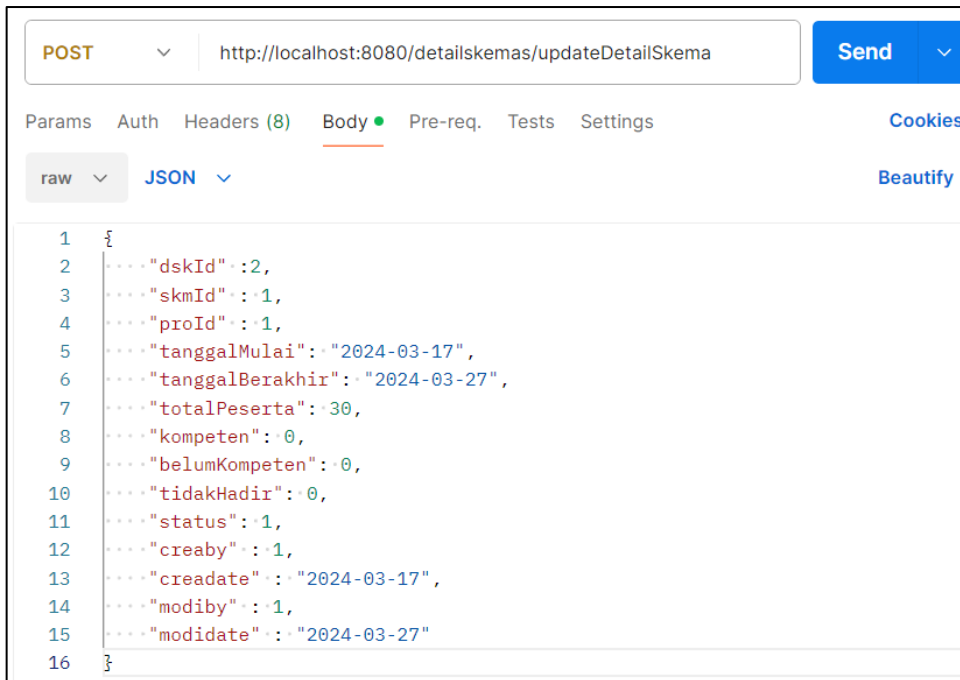 POST http://localhost:8080/detailskemas/updateDetailSkema Send
Params Auth Headers (8) Body Pre-req. Tests Settings Cookies
raw JSON Beautify
1 {
2 "dskId" :2,
3 "skmId" : 1,
4 "proId" : 1,
5 "tanggalMulai": "2024-03-17",
6 "tanggalBerakhir": "2024-03-27",
7 "totalPeserta": 30,
8 "kompeten": 0,
9 "belumKompeten": 0,
10 "tidakHadir": 0,
11 "status": 1,
12 "creaby" : 1,
13 "creadate" : "2024-03-17",
14 "modiby" : 1,
15 "modidate" : "2024-03-27"
16 }